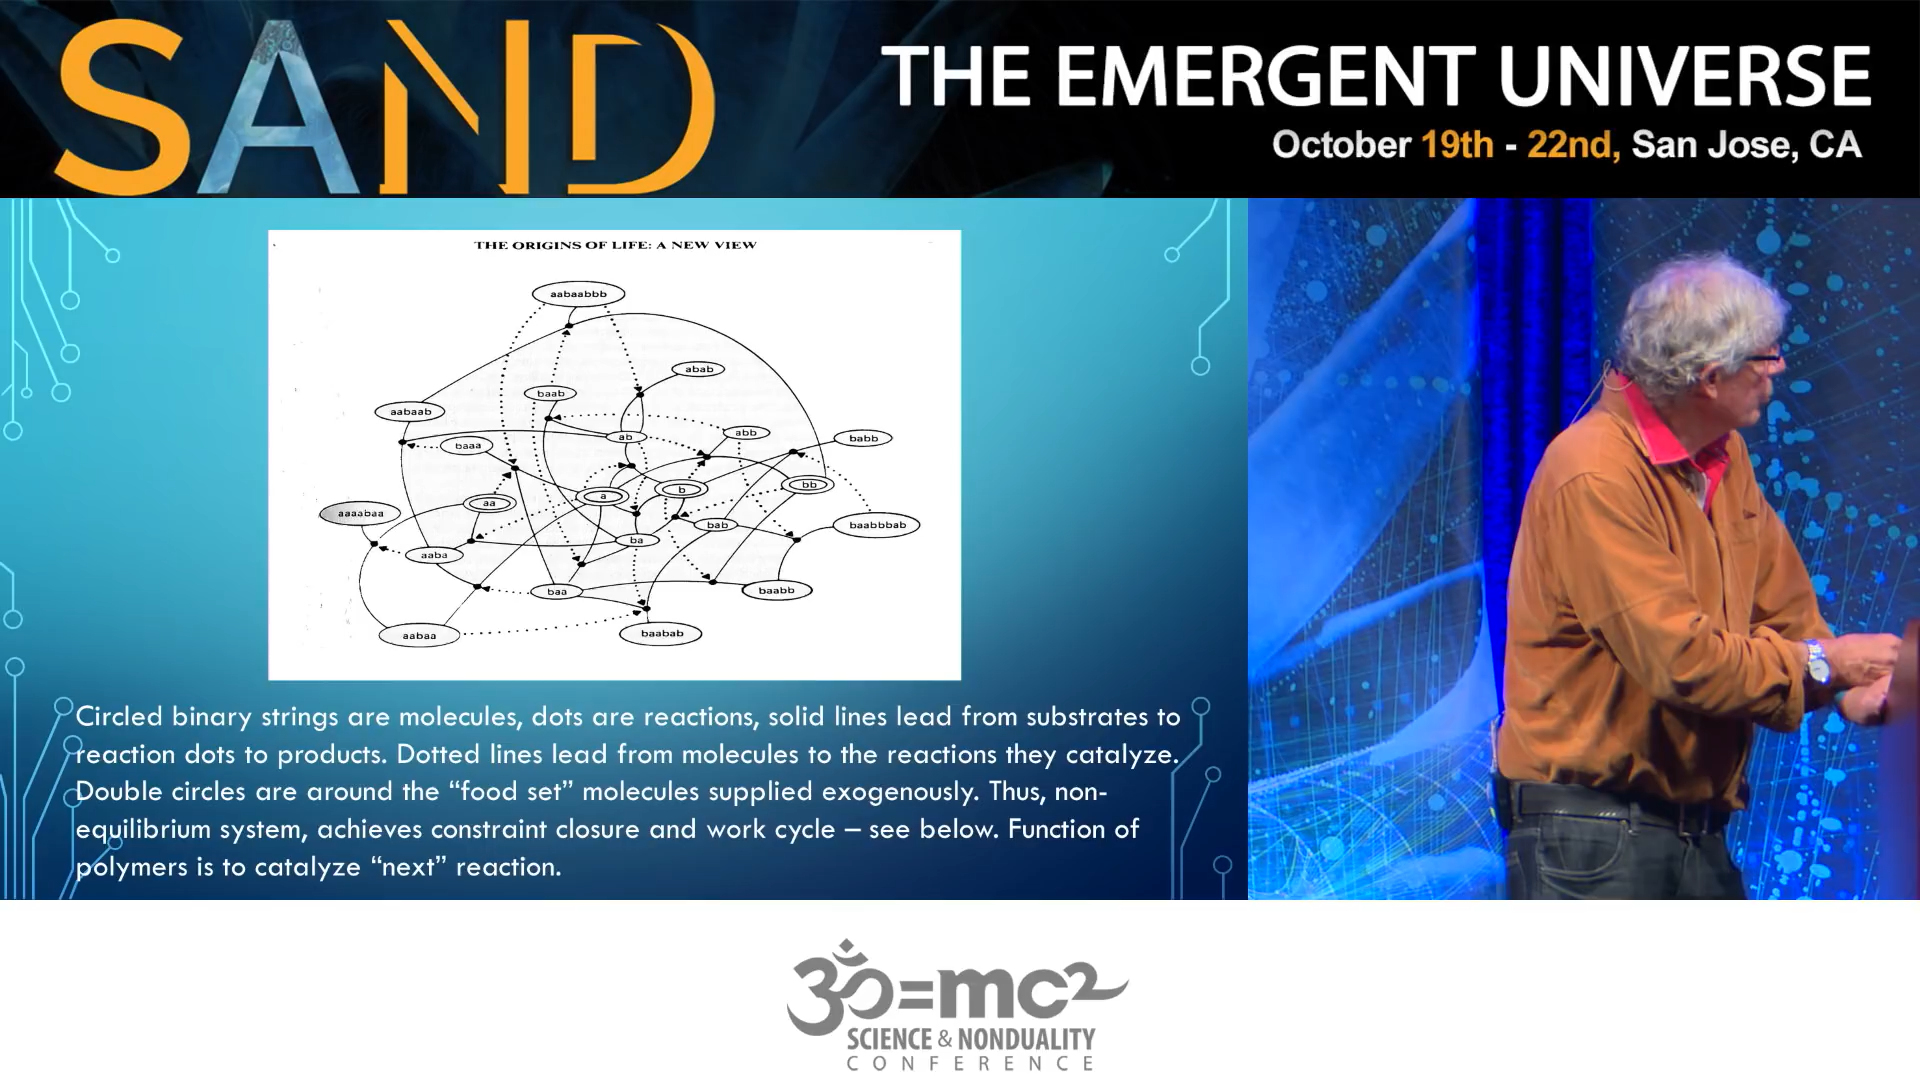 SAND
THE EMERGENT UNIVERSE
October 19th - 22nd, San Jose, CA
THE ORIGINS OF LIFE: A NEW VIEW
aabaabbb
abab
baab
aabaab
abb
ab
babb
baaa
bb
b
a
aa
aaaabaa
bab
baabbbab
ba
aaba
baa
baabb
baabab
aabaa
Circled binary strings are molecules, dots are reactions, solid lines lead from substrates to
reaction dots to products. Dotted lines lead from molecules to the reactions they catalyze.
Double circles are around the “food set” molecules supplied exogenously. Thus, non-
equilibrium system, achieves constraint closure and work cycle – see below. Function of
polymers is to catalyze “next” reaction.
ॐ=mc2
SCIENCE & NONDUALITY
CONFERENCE